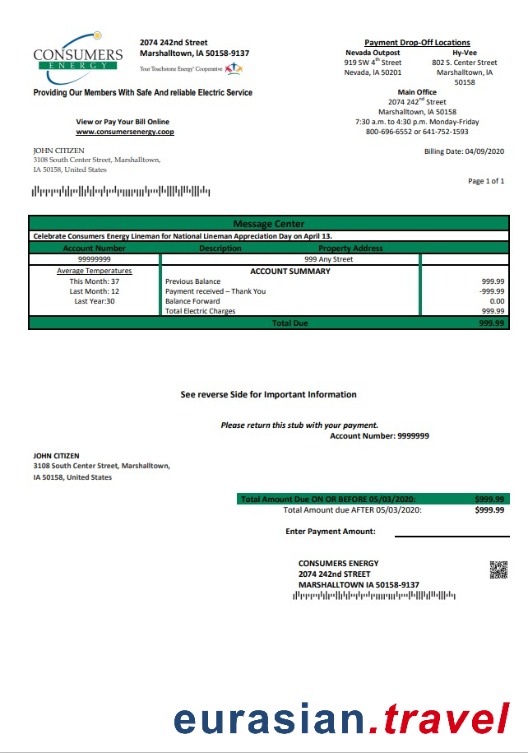 CONSUMERS
ENERGY
2074 242nd Street
Marshalltown, IA 50158-9137
Your Touchstone Energy® Cooperative
Providing Our Members With Safe And reliable Electric Service
Payment Drop-Off Locations
Nevada Outpost
919 SW 4th Street
Nevada, IA 50201
Hy-Vee
802 S. Center Street
Marshalltown, IA
50158
Main Office
2074 242nd Street
Marshalltown, IA 50158
7:30 a.m. to 4:30 p.m. Monday-Friday
800-696-6552 or 641-752-1593
View or Pay Your Bill Online
www.consumersenergy.coop
JOHN CITIZEN
3108 South Center Street, Marshalltown,
IA 50158, United States
Billing Date: 04/09/2020
Page 1 of 1
Message Center
Celebrate Consumers Energy Lineman for National Lineman Appreciation Day on April 13.
Account Number Description Property Address
99999999 999 Any Street
Average Temperatures
This Month: 37
Last Month: 12
Last Year:30
ACCOUNT SUMMARY
Previous Balance 999.99
Payment received – Thank You -999.99
Balance Forward 0.00
Total Electric Charges 999.99
Total Due 999.99
See reverse Side for Important Information
Please return this stub with your payment.
Account Number: 9999999
JOHN CITIZEN
3108 South Center Street, Marshalltown,
IA 50158, United States
Total Amount Due ON OR BEFORE 05/03/2020: $999.99
Total Amount due AFTER 05/03/2020: $999.99
Enter Payment Amount:
CONSUMERS ENERGY
2074 242nd STREET
MARSHALLTOWN IA 50158-9137
eurasian.travel